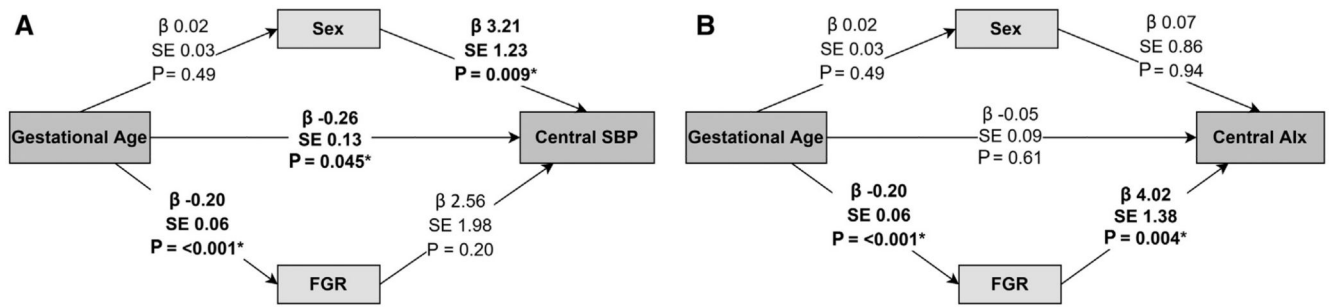 A
β 0.02
SE 0.03
P = 0.49
Sex
β 3.21
SE 1.23
P = 0.009*
Gestational Age
β -0.26
SE 0.13
P = 0.045*
Central SBP
β -0.20
SE 0.06
P = <0.001*
FGR
β 2.56
SE 1.98
P = 0.20
B
β 0.02
SE 0.03
P = 0.49
Sex
β 0.07
SE 0.86
P = 0.94
Gestational Age
β -0.05
SE 0.09
P = 0.61
Central AIx
β -0.20
SE 0.06
P = <0.001*
FGR
β 4.02
SE 1.38
P = 0.004*